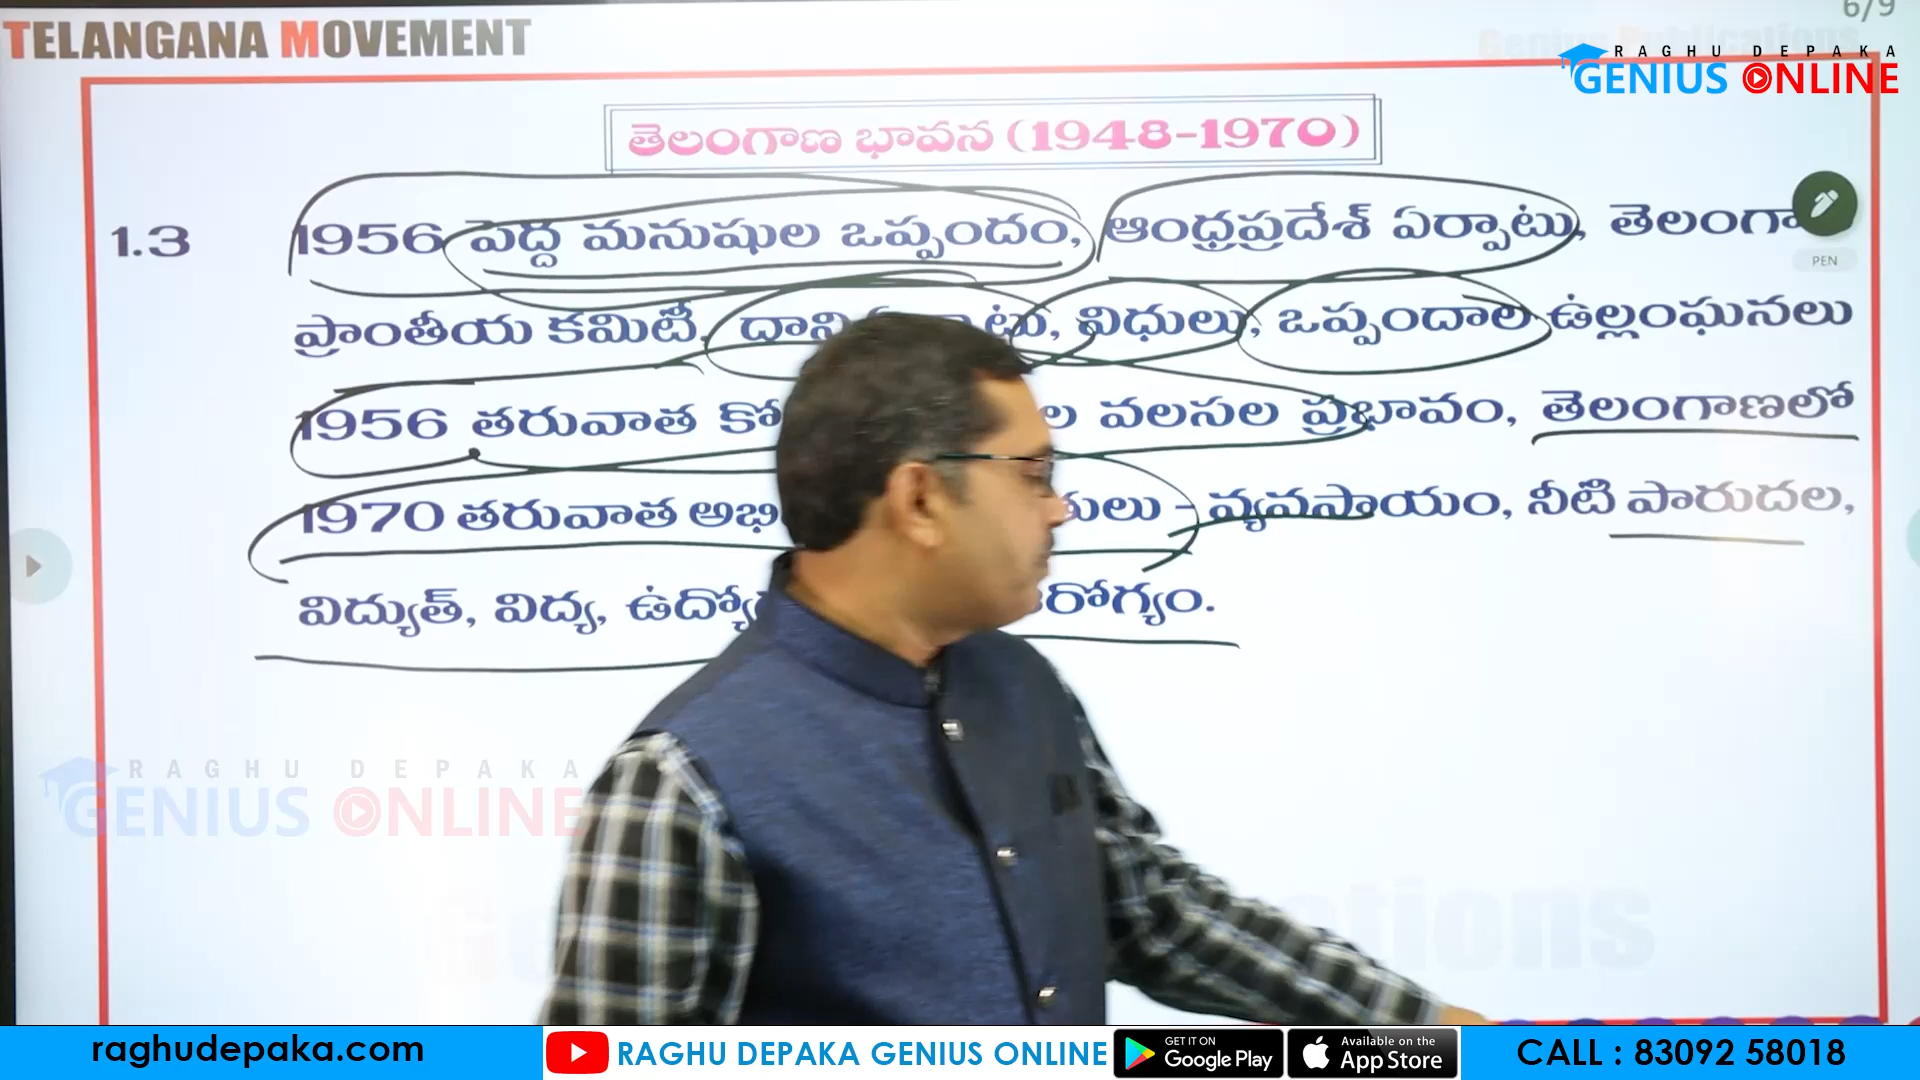 6/9
TELANGANA MOVEMENT
Genius Publications
RAGHU DEPAKA
GENIUS ONLINE
తెలంగాణ భావన (1948-1970)
1.3 1956 పెద్ద మనుషుల ఒప్పందం, ఆంధ్రప్రదేశ్ ఏర్పాటు,
PEN
ప్రాంతీయ కమిటీ, విధులు, ఒప్పందాల ఉల్లంఘనలు
1956 తరువాత వలసల ప్రభావం, తెలంగాణలో
1970 తరువాత - వ్యవసాయం, నీటి పారుదల,
విద్యుత్, విద్య,
RAGHU DEPAKA
GENIUS ONLINE
raghudepaka.com
RAGHU DEPAKA GENIUS ONLINE
GET IT ON Google Play
Available on the App Store
CALL : 83092 58018